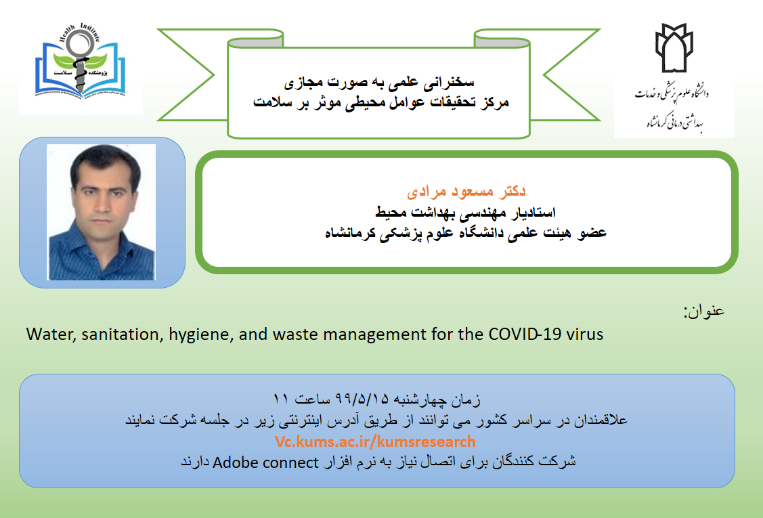 Health Institute
پژوهشکده سلامت
سخنرانی علمی به صورت مجازی
مرکز تحقیقات عوامل محیطی موثر بر سلامت
دانشگاه علوم پزشکی و خدمات
بهداشتی درمانی کرمانشاه
دکتر مسعود مرادی
استادیار مهندسی بهداشت محیط
عضو هیئت علمی دانشگاه علوم پزشکی کرمانشاه
عنوان:
Water, sanitation, hygiene, and waste management for the COVID-19 virus
زمان چهارشنبه ۹۹/۵/۱۵ ساعت ۱۱
علاقمندان در سراسر کشور می توانند از طریق آدرس اینترنتی زیر در جلسه شرکت نمایند
Vc.kums.ac.ir/kumsresearch
شرکت کنندگان برای اتصال نیاز به نرم افزار Adobe connect دارند